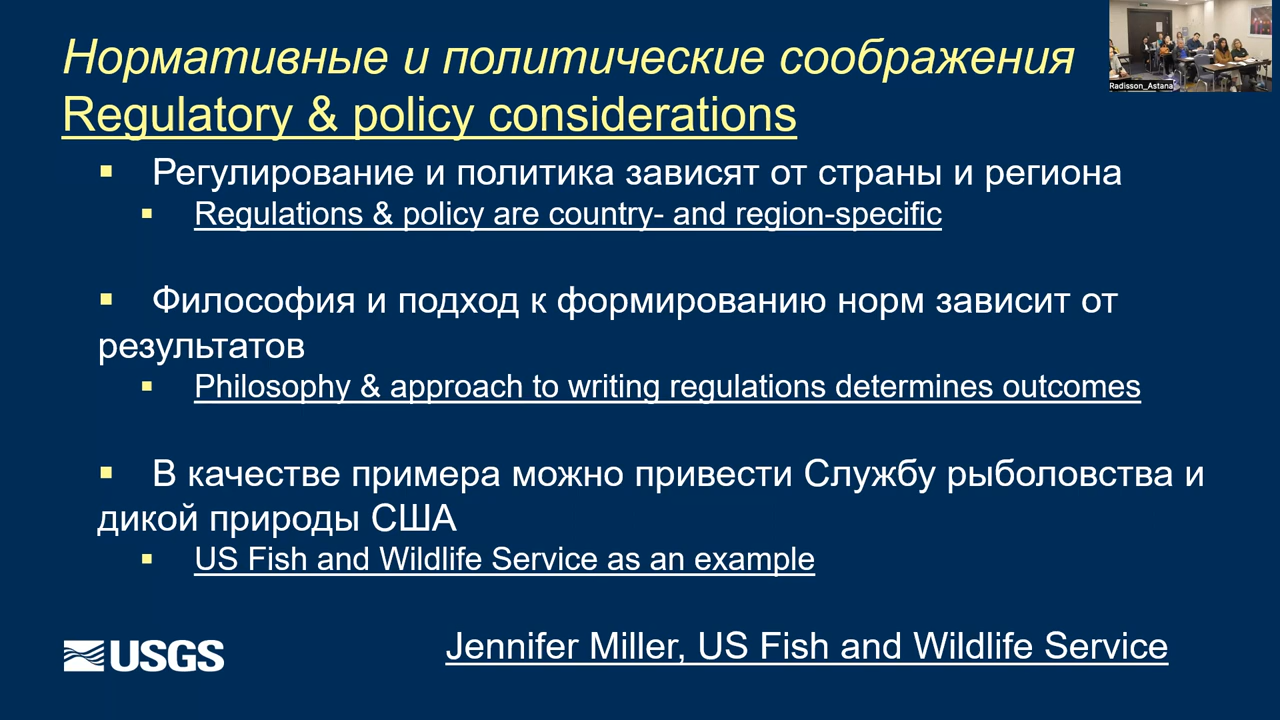 Нормативные и политические соображения
Radisson_Astana
Regulatory & policy considerations
▪ Регулирование и политика зависят от страны и региона
▪ Regulations & policy are country- and region-specific
▪ Философия и подход к формированию норм зависит от
результатов
▪ Philosophy & approach to writing regulations determines outcomes
▪ В качестве примера можно привести Службу рыболовства и
дикой природы США
▪ US Fish and Wildlife Service as an example
Jennifer Miller, US Fish and Wildlife Service
USGS